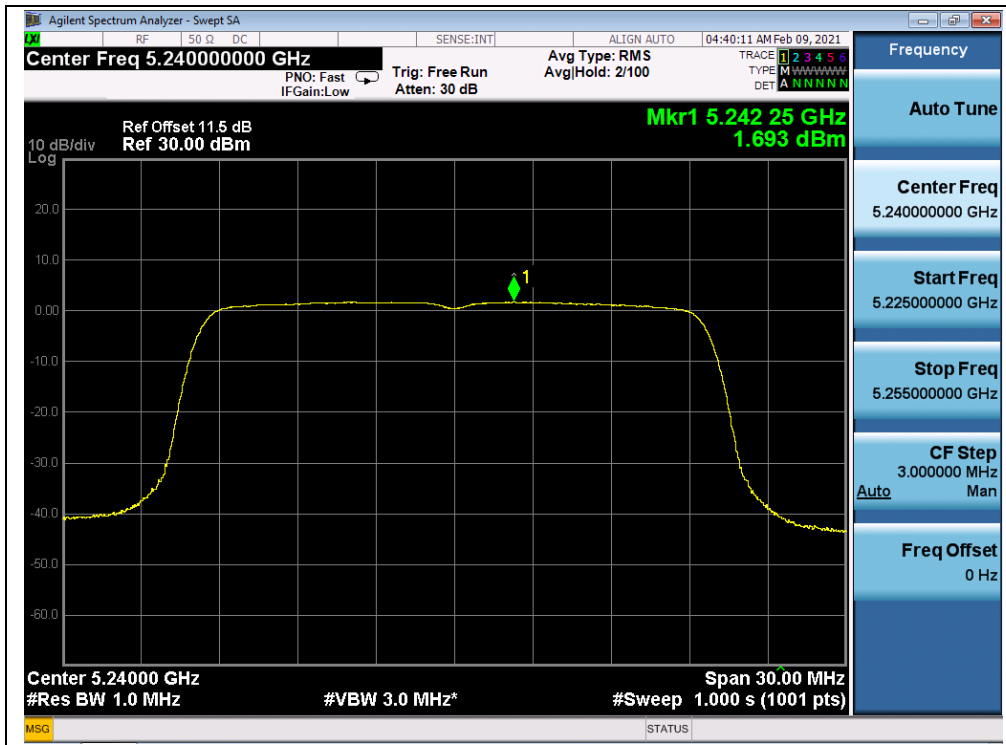 Agilent Spectrum Analyzer - Swept SA
LXI RF 50 Ω DC SENSE:INT ALIGN AUTO 04:40:11 AM Feb 09, 2021
Center Freq 5.240000000 GHz
PNO: Fast
IFGain:Low
Trig: Free Run
Atten: 30 dB
Avg Type: RMS
Avg|Hold: 2/100
TRACE 1 2 3 4 5 6
TYPE M WWWWW
DET A N N N N N
Mkr1 5.242 25 GHz
1.693 dBm
Ref Offset 11.5 dB
10 dB/div Ref 30.00 dBm
Log
20.0
10.0
0.00
-10.0
-20.0
-30.0
-40.0
-50.0
-60.0
1
Center 5.24000 GHz Span 30.00 MHz
#Res BW 1.0 MHz #VBW 3.0 MHz* #Sweep 1.000 s (1001 pts)
MSG STATUS
Frequency
Auto Tune
Center Freq
5.240000000 GHz
Start Freq
5.225000000 GHz
Stop Freq
5.255000000 GHz
CF Step
3.000000 MHz
Auto Man
Freq Offset
0 Hz